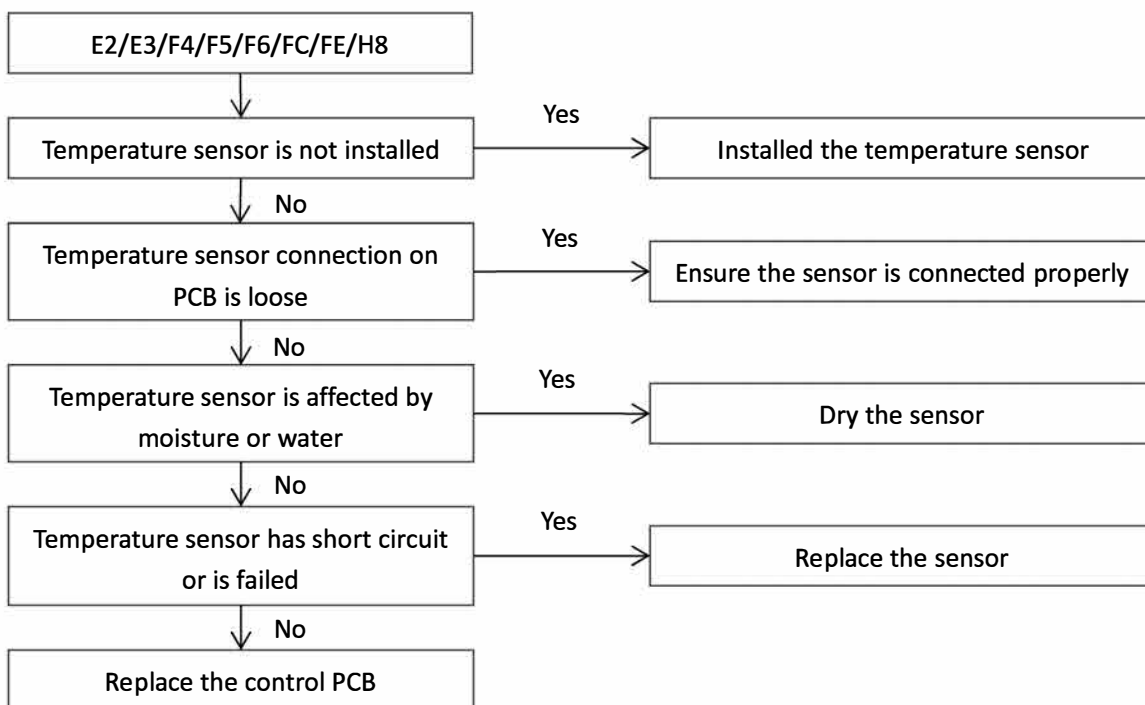 E2/E3/F4/F5/F6/FC/FE/H8
Yes
Temperature sensor is not installed
Installed the temperature sensor
No
Temperature sensor connection on
PCB is loose
Yes
Ensure the sensor is connected properly
No
Temperature sensor is affected by
moisture or water
Yes
Dry the sensor
No
Temperature sensor has short circuit
or is failed
Yes
Replace the sensor
No
Replace the control PCB